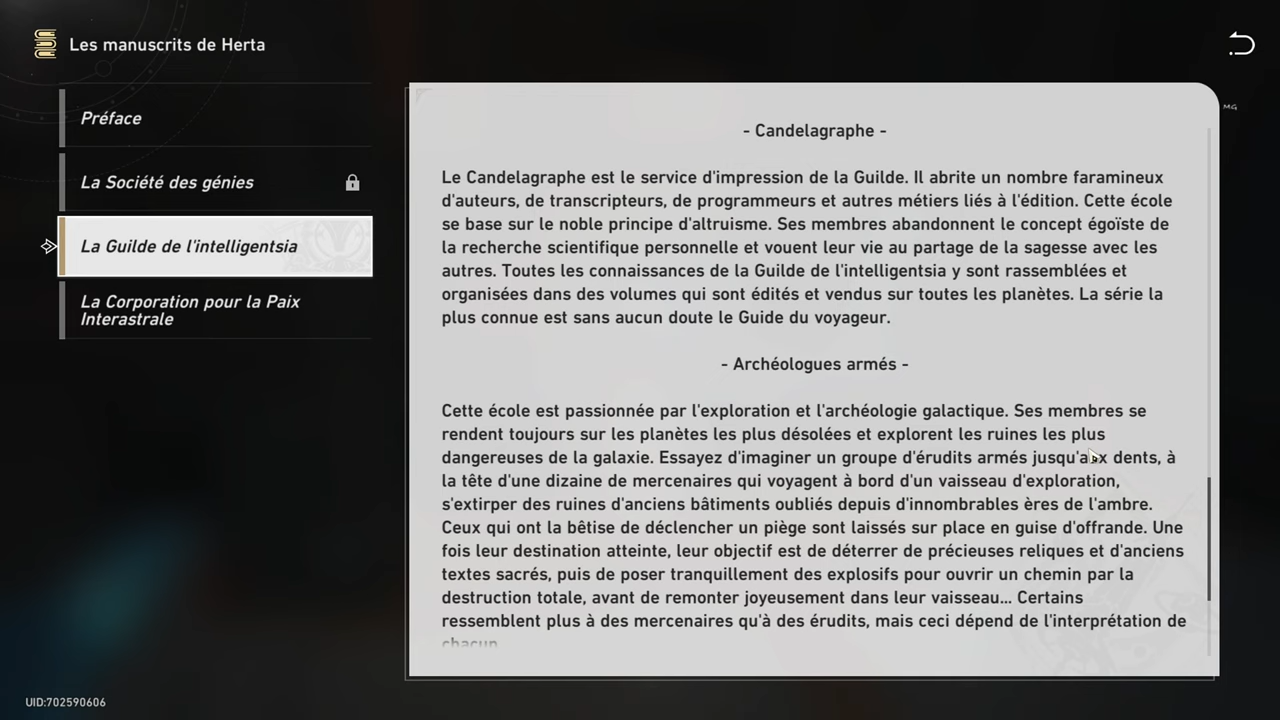 Les manuscrits de Herta
Préface
La Société des génies
La Guilde de l'intelligentsia
La Corporation pour la Paix
Interastrale
- Candelagraphe -
Le Candelagraphe est le service d'impression de la Guilde. Il abrite un nombre faramineux
d'auteurs, de transcripteurs, de programmeurs et autres métiers liés à l'édition. Cette école
se base sur le noble principe d'altruisme. Ses membres abandonnent le concept égoïste de
la recherche scientifique personnelle et vouent leur vie au partage de la sagesse avec les
autres. Toutes les connaissances de la Guilde de l'intelligentsia y sont rassemblées et
organisées dans des volumes qui sont édités et vendus sur toutes les planètes. La série la
plus connue est sans aucun doute le Guide du voyageur.
- Archéologues armés -
Cette école est passionnée par l'exploration et l'archéologie galactique. Ses membres se
rendent toujours sur les planètes les plus désolées et explorent les ruines les plus
dangereuses de la galaxie. Essayez d'imaginer un groupe d'érudits armés jusqu'aux dents, à
la tête d'une dizaine de mercenaires qui voyagent à bord d'un vaisseau d'exploration,
s'extirper des ruines d'anciens bâtiments oubliés depuis d'innombrables ères de l'ambre.
Ceux qui ont la bêtise de déclencher un piège sont laissés sur place en guise d'offrande. Une
fois leur destination atteinte, leur objectif est de déterrer de précieuses reliques et d'anciens
textes sacrés, puis de poser tranquillement des explosifs pour ouvrir un chemin par la
destruction totale, avant de remonter joyeusement dans leur vaisseau... Certains
ressemblent plus à des mercenaires qu'à des érudits, mais ceci dépend de l'interprétation de
chacun
MG
UID:702590606